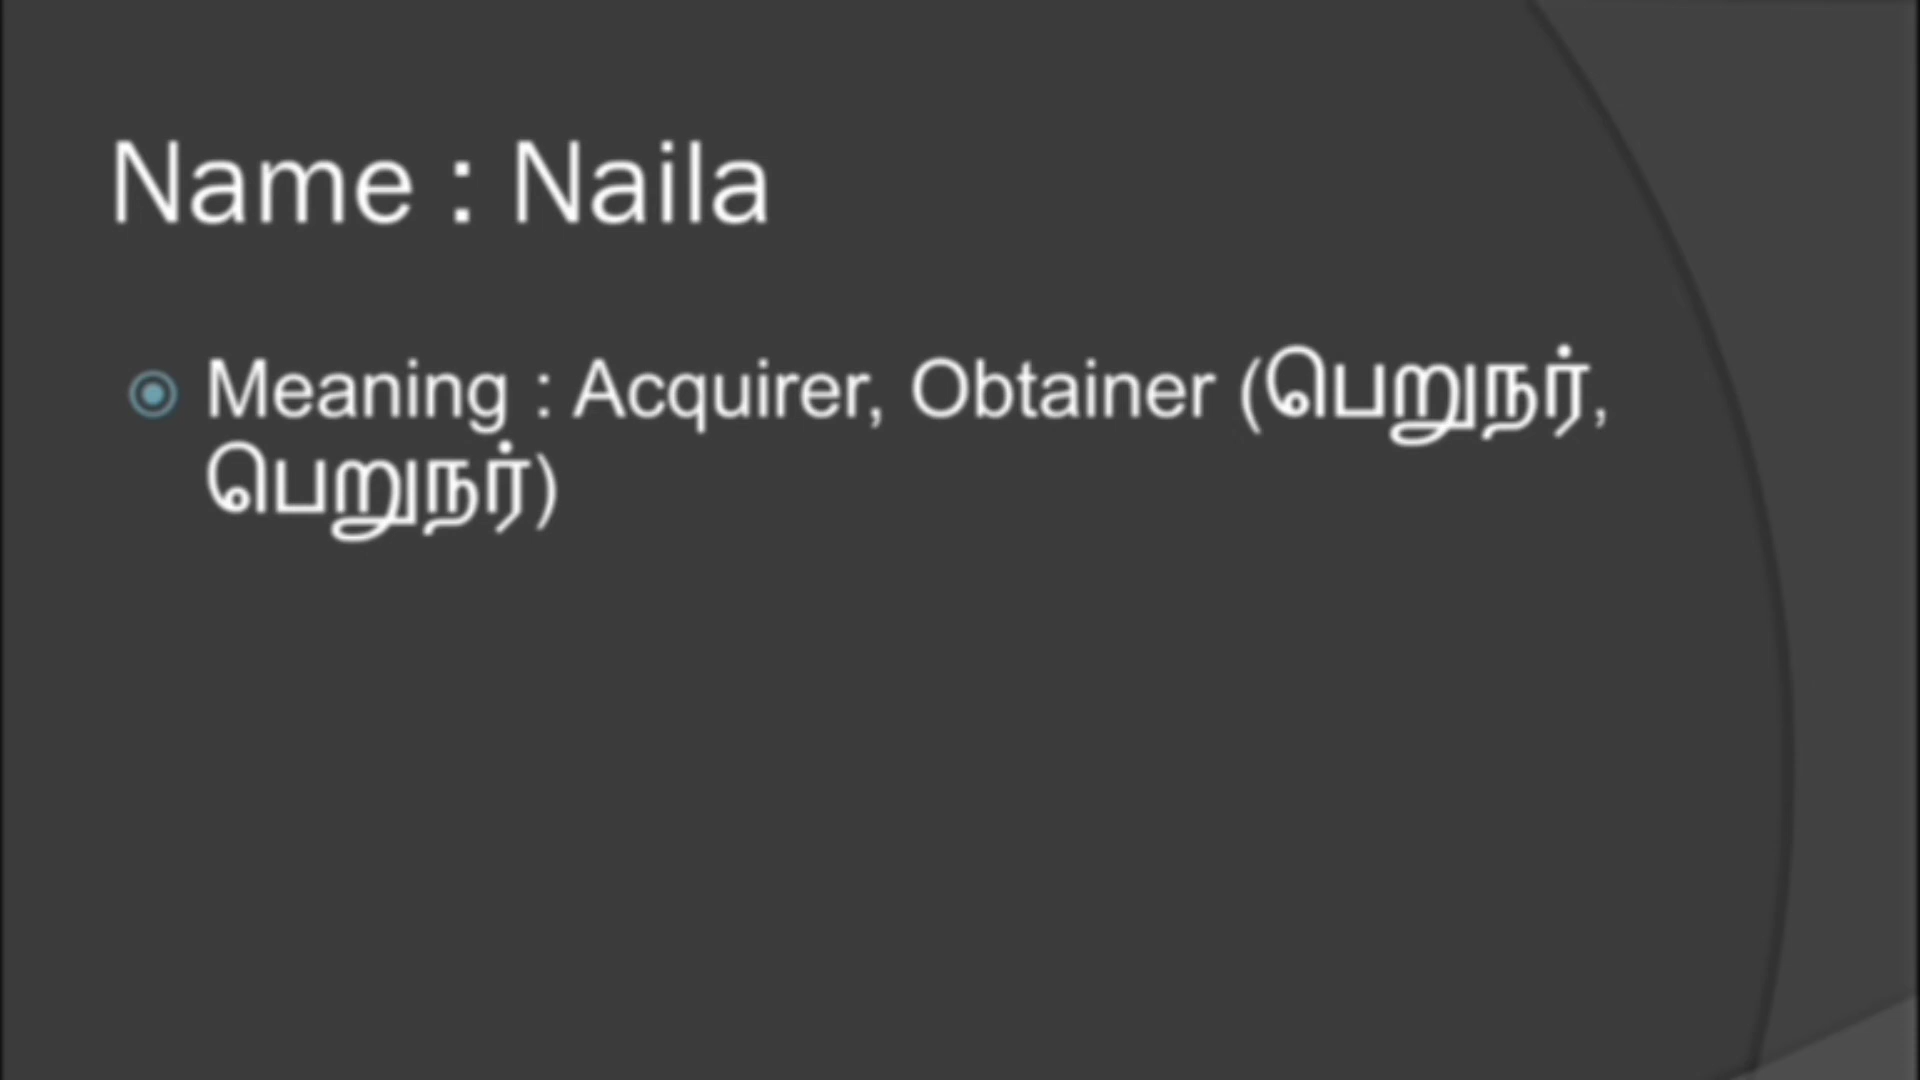 Name : Naila
Meaning : Acquirer, Obtainer (பெறுநர்,
பெறுநர்)